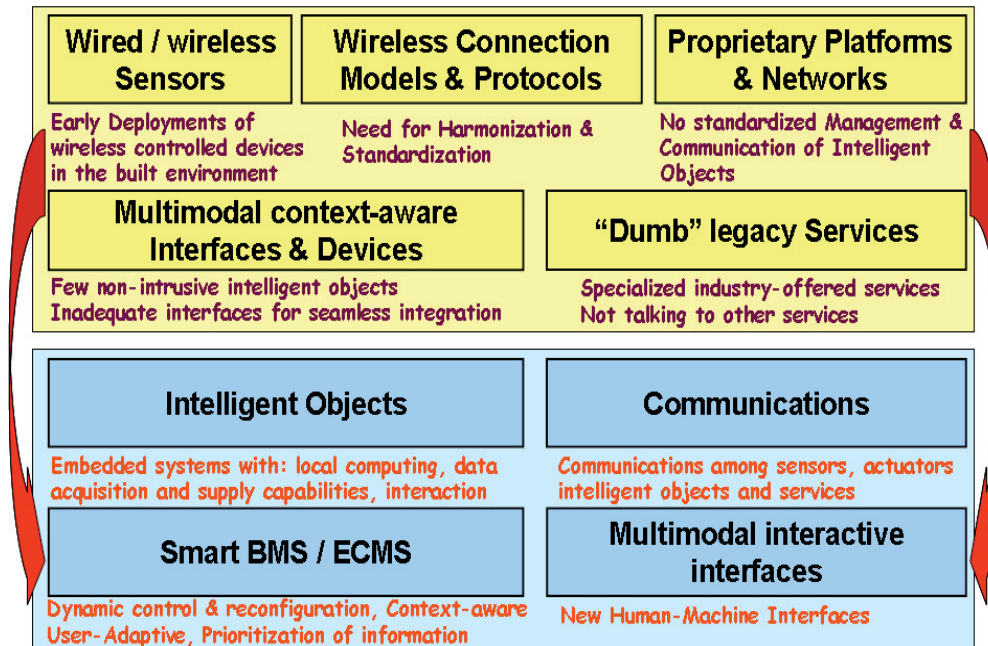 Wired / wireless
Sensors
Wireless Connection
Models & Protocols
Proprietary Platforms
& Networks
Early Deployments of
wireless controlled devices
in the built environment
Need for Harmonization &
Standardization
No standardized Management &
Communication of Intelligent
Objects
Multimodal context-aware
Interfaces & Devices
“Dumb” legacy Services
Few non-intrusive intelligent objects
Inadequate interfaces for seamless integration
Specialized industry-offered services
Not talking to other services
Intelligent Objects
Communications
Embedded systems with: local computing, data
acquisition and supply capabilities, interaction
Communications among sensors, actuators
intelligent objects and services
Smart BMS / ECMS
Multimodal interactive
interfaces
Dynamic control & reconfiguration, Context-aware
User-Adaptive, Prioritization of information
New Human-Machine Interfaces